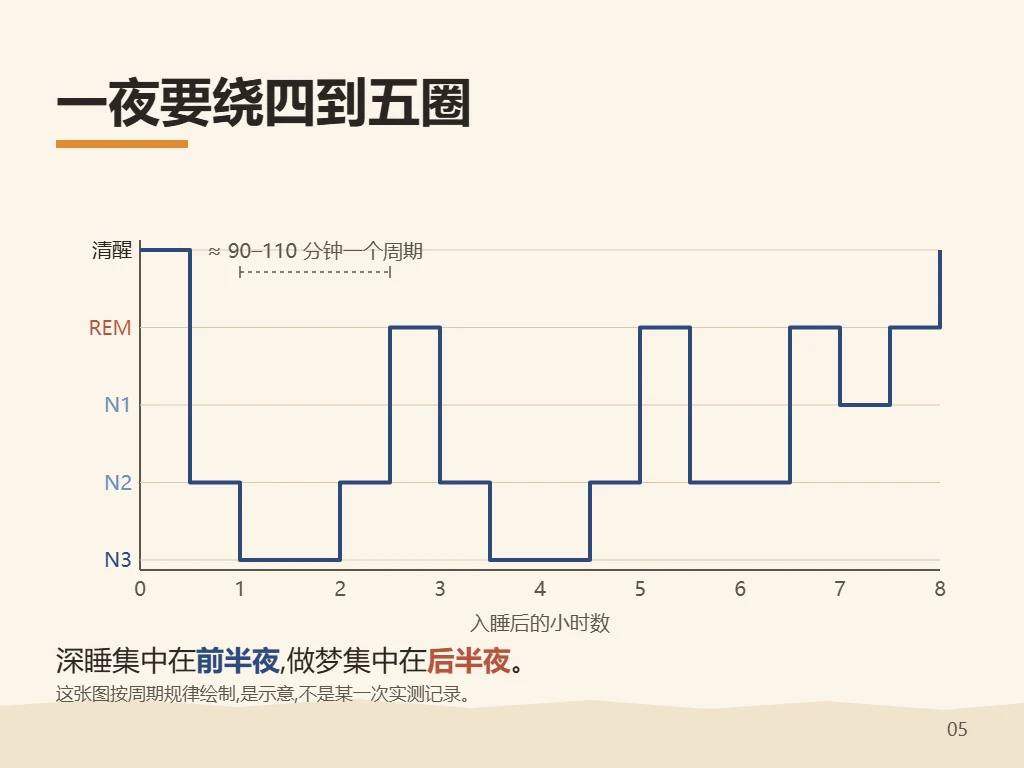 一夜要绕四到五圈
≈ 90–110 分钟一个周期
清醒
REM
N1
N2
N3
0 1 2 3 4 5 6 7 8
入睡后的小时数
深睡集中在前半夜,做梦集中在后半夜。
这张图按周期规律绘制,是示意,不是某一次实测记录。
05